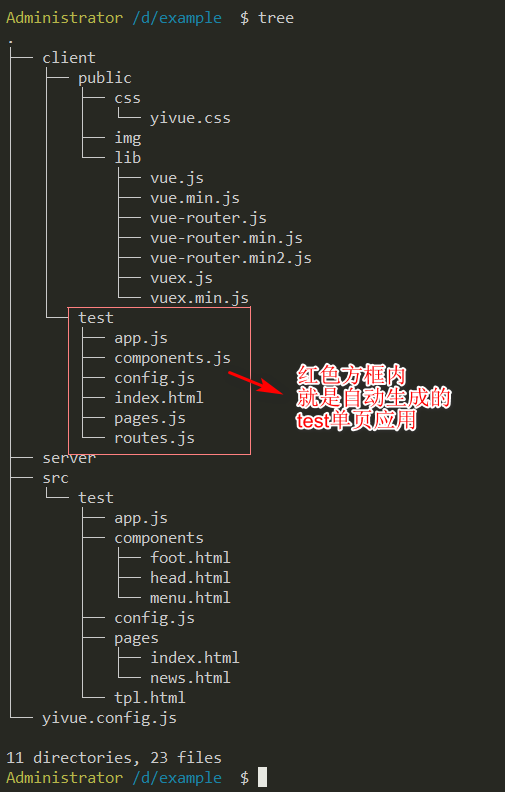 Administrator /d/example $ tree
.
├── client
│   ├── public
│   │   ├── css
│   │   │   └── yivue.css
│   │   ├── img
│   │   └── lib
│   │       ├── vue.js
│   │       ├── vue.min.js
│   │       ├── vue-router.js
│   │       ├── vue-router.min.js
│   │       ├── vue-router.min2.js
│   │       ├── vuex.js
│   │       └── vuex.min.js
│   └── test
│       ├── app.js
│       ├── components.js
│       ├── config.js
│       ├── index.html
│       ├── pages.js
│       └── routes.js
红色方框内
就是自动生成的
test单页应用
├── server
├── src
│   └── test
│       ├── app.js
│       ├── components
│       │   ├── foot.html
│       │   ├── head.html
│       │   └── menu.html
│       ├── config.js
│       ├── pages
│       │   ├── index.html
│       │   └── news.html
│       └── tpl.html
└── yivue.config.js
11 directories, 23 files
Administrator /d/example $